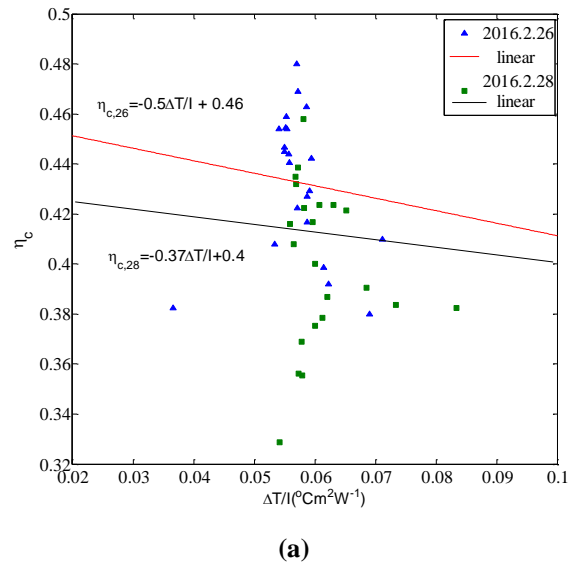 0.5
0.48
0.46
0.44
0.42
0.4
0.38
0.36
0.34
0.32
η_c
2016.2.26
linear
2016.2.28
linear
η_c,26=-0.5ΔT/I + 0.46
η_c,28=-0.37ΔT/I+0.4
0.02 0.03 0.04 0.05 0.06 0.07 0.08 0.09 0.1
ΔT/I(⁰Cm²W⁻¹)
(a)